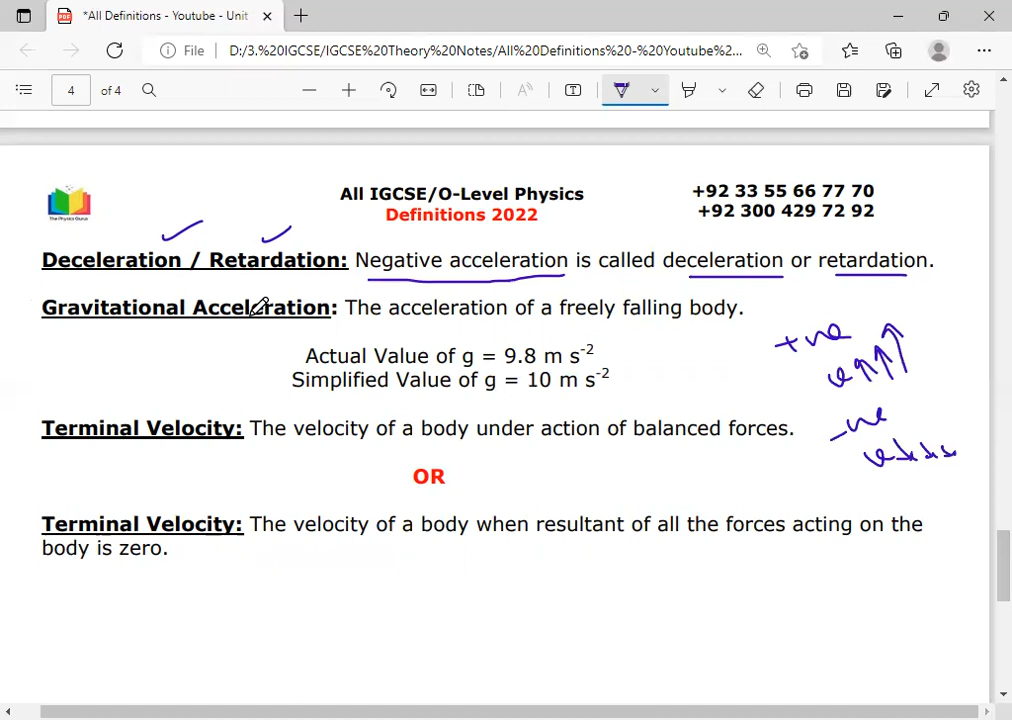 *All Definitions - Youtube - Unit
File
D:/3.%20IGCSE/IGCSE%20Theory%20Notes/All%20Definitions%20-%20Youtube%2...
4
of 4
All IGCSE/O-Level Physics
Definitions 2022
+92 33 55 66 77 70
+92 300 429 72 92
The Physics Guru
Deceleration / Retardation: Negative acceleration is called deceleration or retardation.
Gravitational Acceleration: The acceleration of a freely falling body.
+ve
v↑↑↑
Actual Value of g = 9.8 m s⁻²
Simplified Value of g = 10 m s⁻²
-ve
Terminal Velocity: The velocity of a body under action of balanced forces.
OR
Terminal Velocity: The velocity of a body when resultant of all the forces acting on the
body is zero.